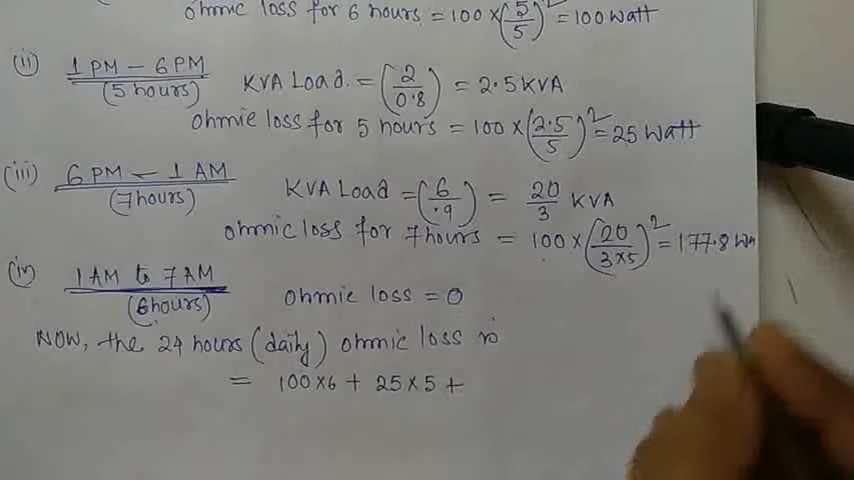 ohmic loss for 6 hours = 100 × (5/5)² = 100 watt
(ii) 1 PM – 6 PM KVA Load. = (2/0.8) = 2.5 KVA
(5 hours)
ohmic loss for 5 hours = 100 × (2.5/5)² = 25 Watt
(iii) 6 PM – 1 AM KVA Load = (6/.9) = 20/3 KVA
(7 hours)
ohmic loss for 7 hours = 100 × (20/3×5)² = 177.8 Wa
(iv) 1 AM to 7 AM ohmic loss = 0
(6 hours)
NOW, the 24 hours (daily) ohmic loss is
= 100×6 + 25×5 +